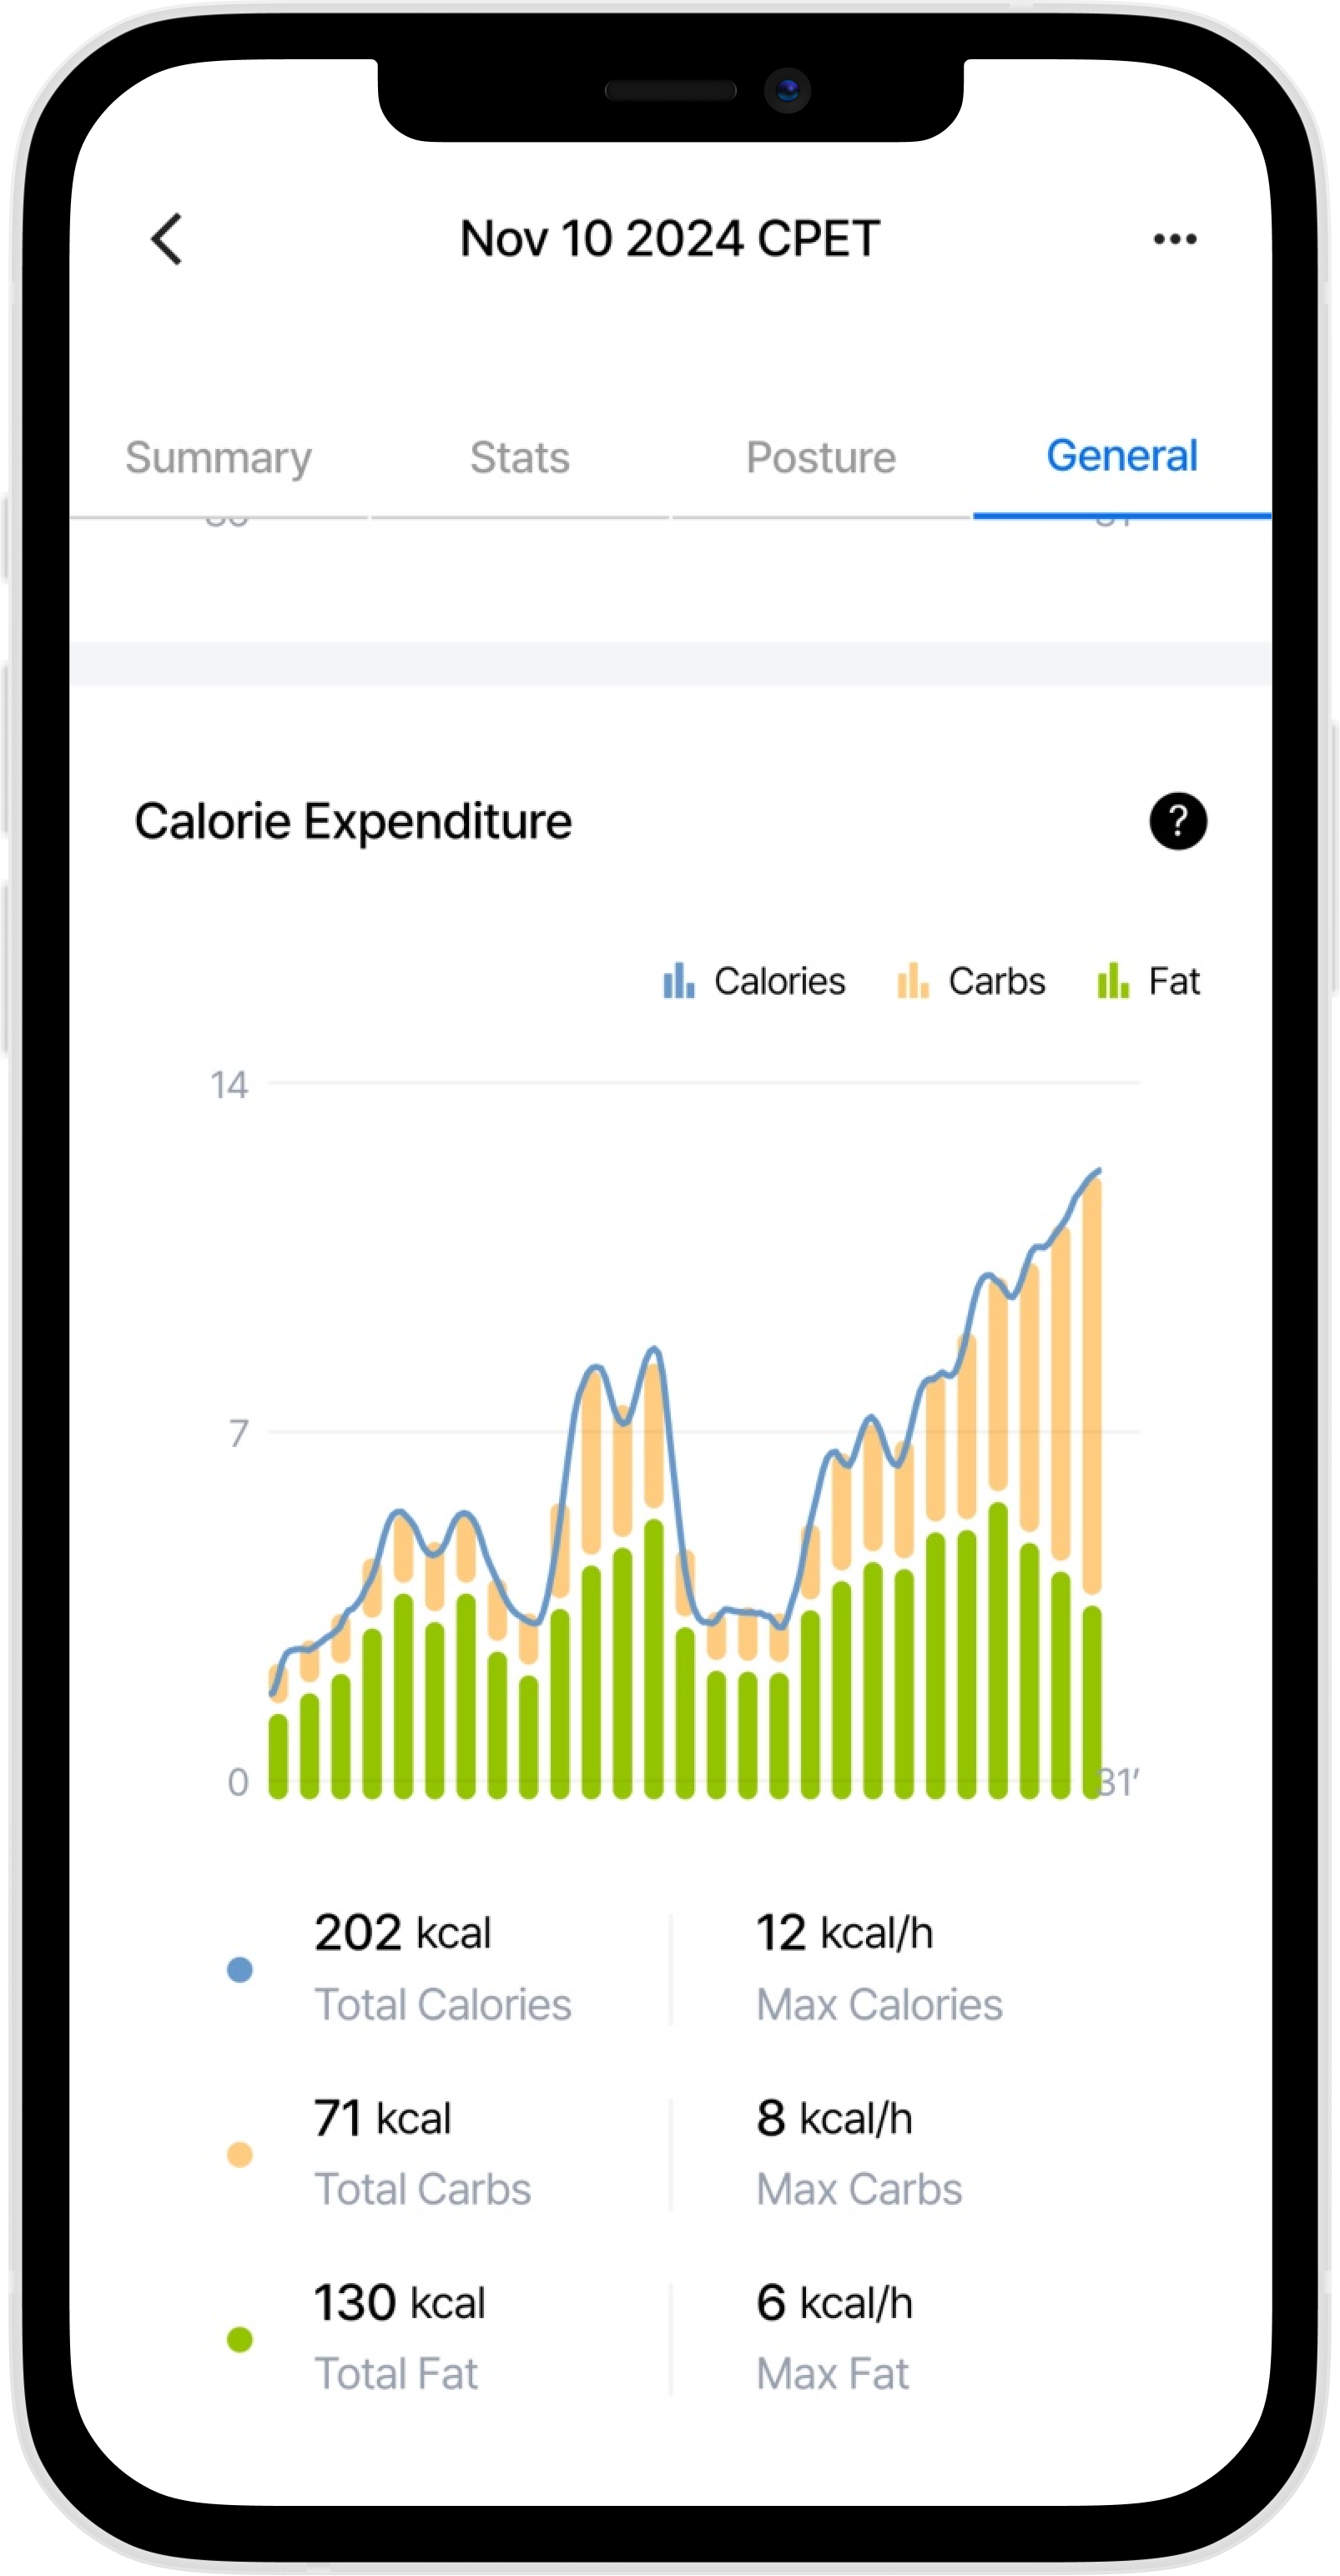 Nov 10 2024 CPET
Summary Stats Posture General
Calorie Expenditure
?
Calories Carbs Fat
14
7
0 31′
202 kcal 12 kcal/h
Total Calories Max Calories
71 kcal 8 kcal/h
Total Carbs Max Carbs
130 kcal 6 kcal/h
Total Fat Max Fat